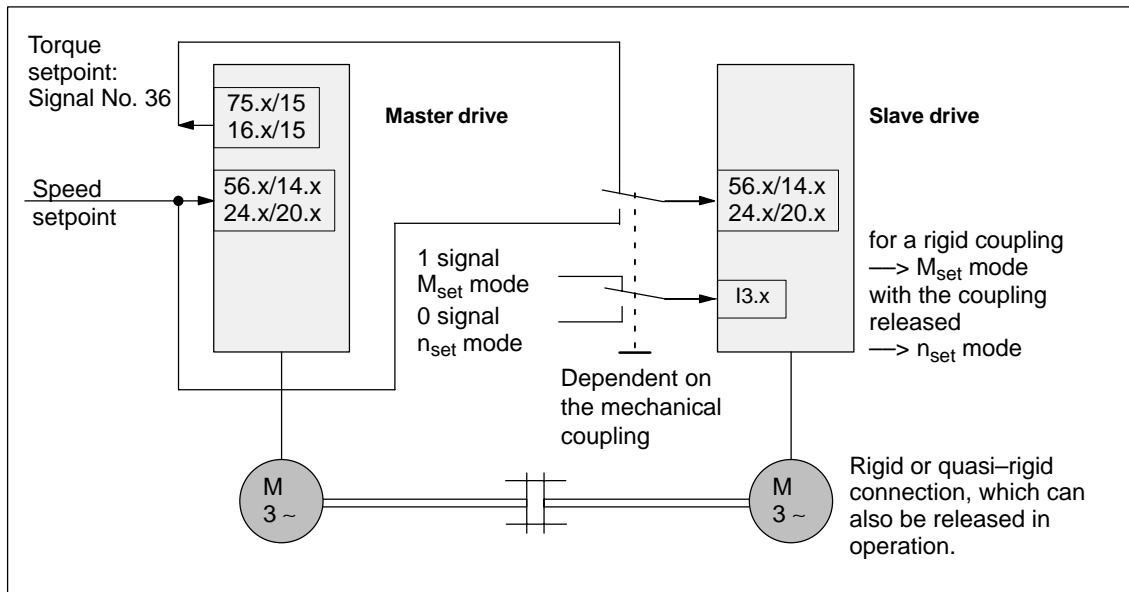 Torque
setpoint:
Signal No. 36
75.x/15
16.x/15
Master drive
Slave drive
Speed
setpoint
56.x/14.x
24.x/20.x
56.x/14.x
24.x/20.x
1 signal
Mset mode
0 signal
nset mode
I3.x
for a rigid coupling
—> Mset mode
with the coupling
released
—> nset mode
Dependent on
the mechanical
coupling
M
3 ~
M
3 ~
Rigid or quasi–rigid
connection, which can
also be released in
operation.